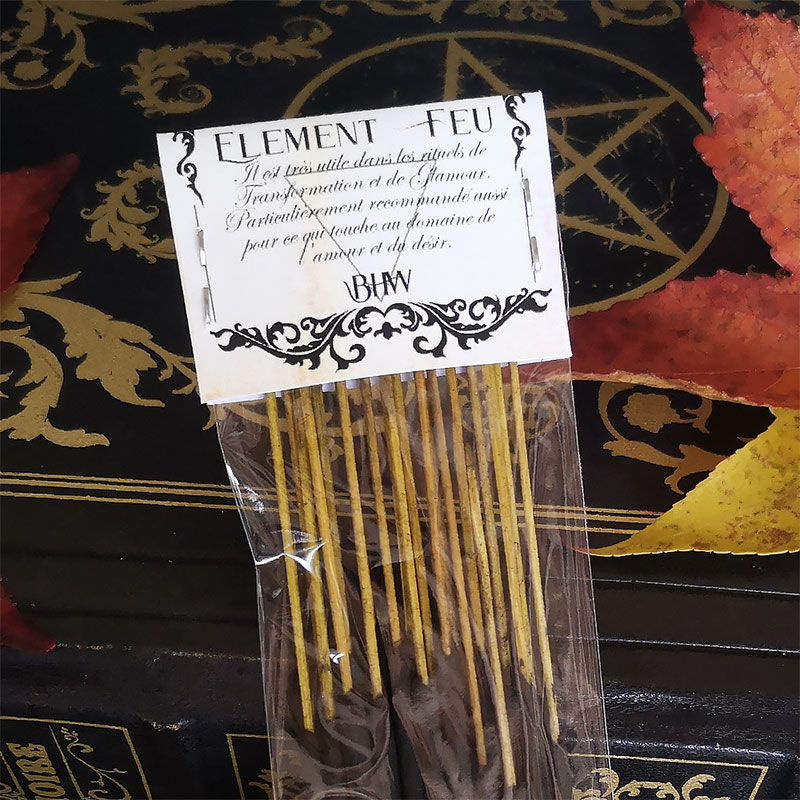 ELEMENT FEU
Il est très utile dans les rituels de
Transformation et de Glamour.
Particulièrement recommandé aussi
pour ce qui touche au domaine de
l'amour et du désir.
BHW
OIRE